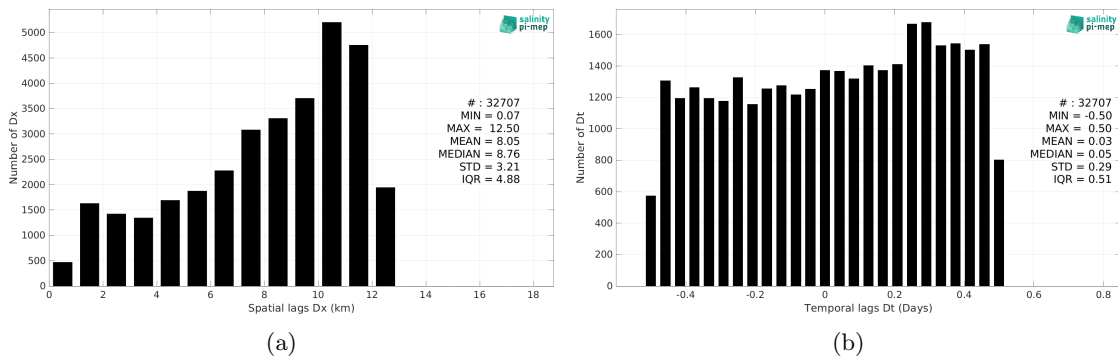 salinity
pi-mep
5000
4500
4000
3500
3000
2500
2000
1500
1000
500
0
Number of Dx
# : 32707
MIN = 0.07
MAX = 12.50
MEAN = 8.05
MEDIAN = 8.76
STD = 3.21
IQR = 4.88
0 2 4 6 8 10 12 14 16 18
Spatial lags Dx (km)
(a)
salinity
pi-mep
1600
1400
1200
1000
800
600
400
200
0
Number of Dt
# : 32707
MIN = -0.50
MAX = 0.50
MEAN = 0.03
MEDIAN = 0.05
STD = 0.29
IQR = 0.51
-0.4 -0.2 0 0.2 0.4 0.6 0.8
Temporal lags Dt (Days)
(b)